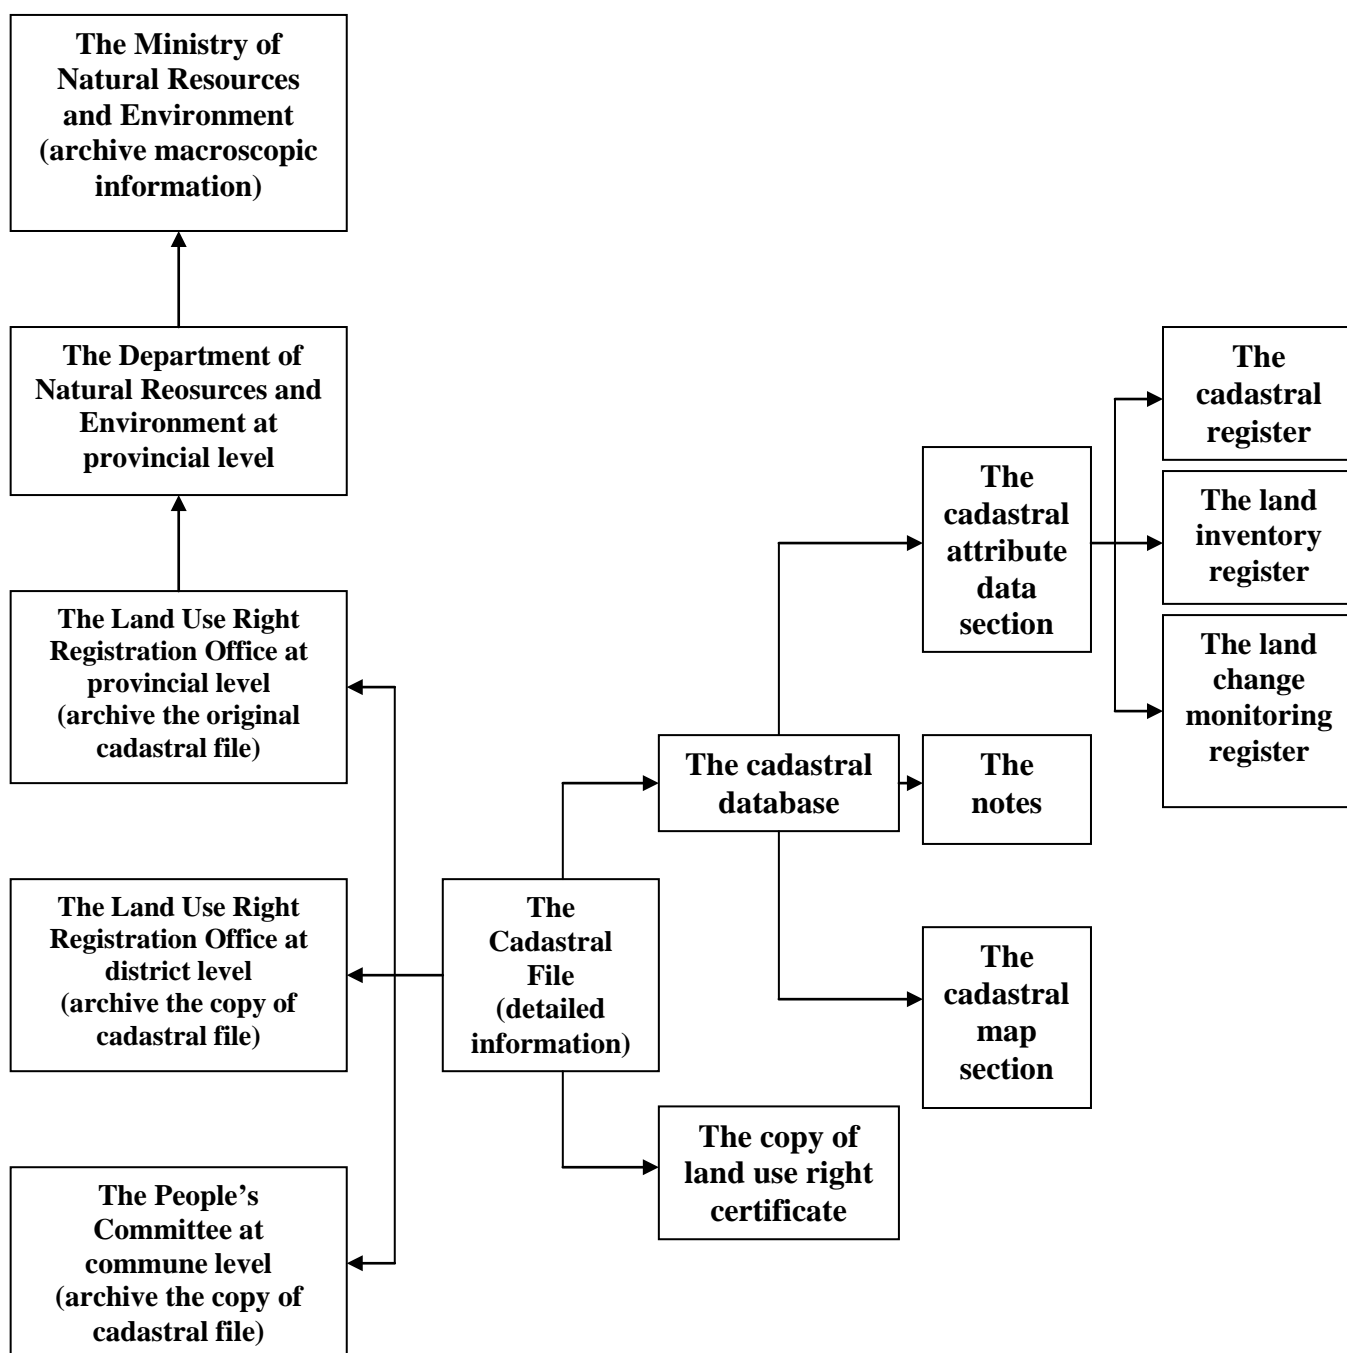 The Ministry of
Natural Resources
and Environment
(archive macroscopic
information)
The Department of
Natural Reosurces and
Environment at
provincial level
The Land Use Right
Registration Office at
provincial level
(archive the original
cadastral file)
The Land Use Right
Registration Office at
district level
(archive the copy of
cadastral file)
The People’s
Committee at
commune level
(archive the copy of
cadastral file)
The
Cadastral
File
(detailed
information)
The cadastral
database
The copy of
land use right
certificate
The
cadastral
attribute
data
section
The
notes
The
cadastral
map
section
The
cadastral
register
The land
inventory
register
The land
change
monitoring
register